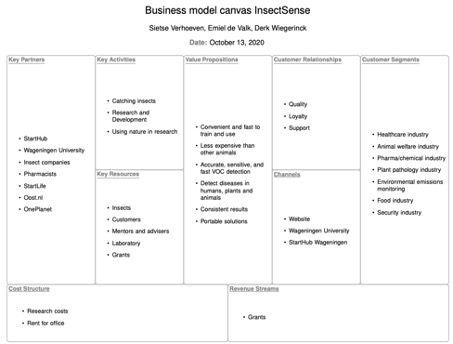 Business model canvas InsectSense
Sietse Verhoeven, Emiel de Valk, Derk Wiegerinck
Date: October 13, 2020
Key Partners
• StartHub
• Wageningen University
• Insect companies
• Pharmacists
• StartLife
• Oost.nl
• OnePlanet
Key Activities
• Catching insects
• Research and
Development
• Using nature in research
Key Resources
• Insects
• Customers
• Mentors and advisers
• Laboratory
• Grants
Value Propositions
• Convenient and fast to
train and use
• Less expensive than
other animals
• Accurate, sensitive, and
fast VOC detection
• Detect diseases in
humans, plants and
animals
• Consistent results
• Portable solutions
Customer Relationships
• Quality
• Loyalty
• Support
Channels
• Website
• Wageningen University
• StartHub Wageningen
Customer Segments
• Healthcare industry
• Animal welfare industry
• Pharma/chemical industry
• Plant pathology industry
• Environmental emissions
monitoring
• Food industry
• Security industry
Cost Structure
• Research costs
• Rent for office
Revenue Streams
• Grants